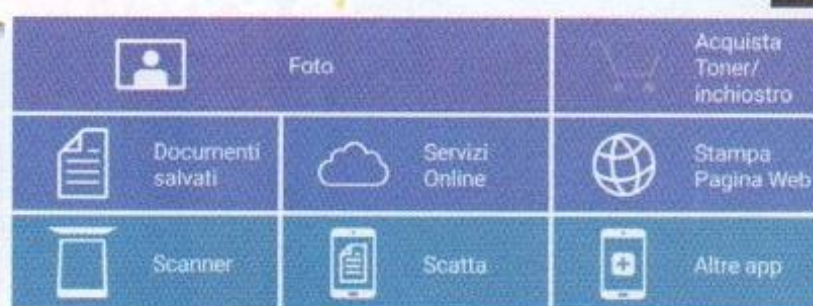 Foto
Acquista
Toner/
inchiostro
Documenti
salvati
Servizi
Online
Stampa
Pagina Web
Scanner
Scatta
Altre app